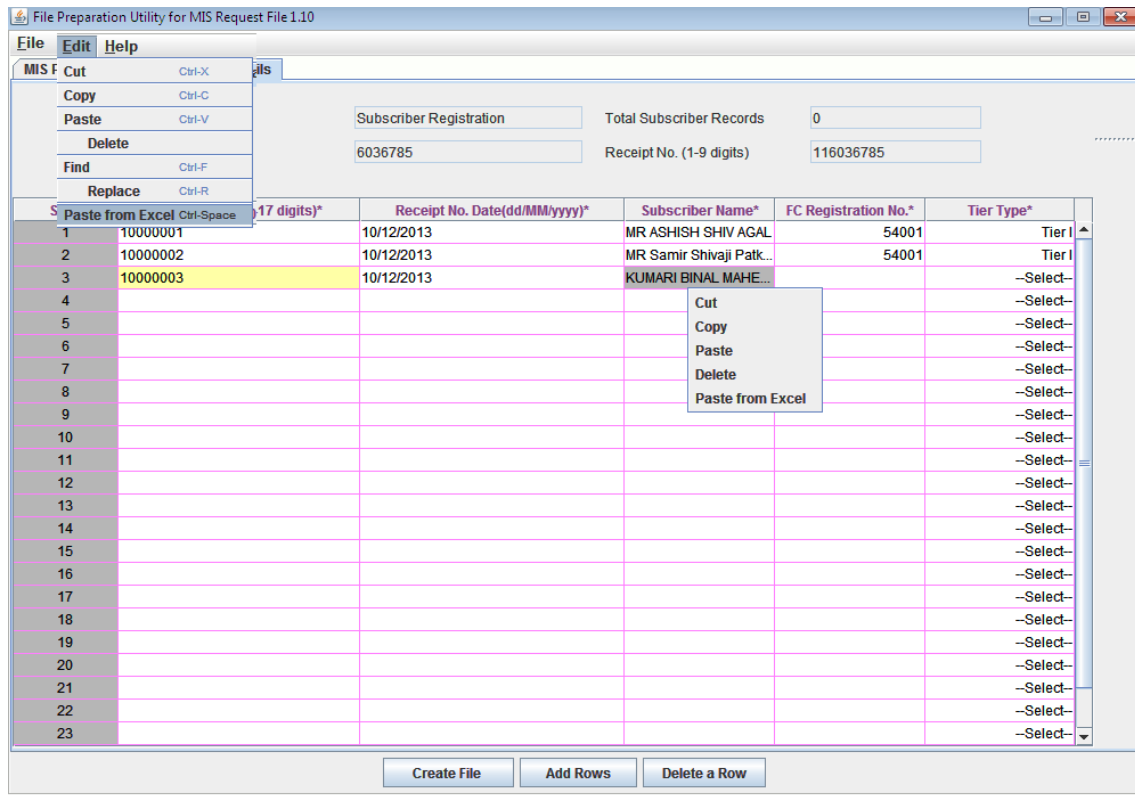 File Preparation Utility for MIS Request File 1.10
File Edit Help
MIS ails
Cut Ctrl-X
Copy Ctrl-C
Paste Ctrl-V
Delete
Find Ctrl-F
Replace Ctrl-R
Paste from Excel Ctrl-Space
Subscriber Registration Total Subscriber Records 0
6036785 Receipt No. (1-9 digits) 116036785
S 17 digits)* Receipt No. Date(dd/MM/yyyy)* Subscriber Name* FC Registration No.* Tier Type*
1 10000001 10/12/2013 MR ASHISH SHIV AGAL 54001 Tier I
2 10000002 10/12/2013 MR Samir Shivaji Patk... 54001 Tier I
3 10000003 10/12/2013 KUMARI BINAL MAHE... --Select--
4 --Select--
5 --Select--
6 --Select--
7 --Select--
8 --Select--
9 --Select--
10 --Select--
11 --Select--
12 --Select--
13 --Select--
14 --Select--
15 --Select--
16 --Select--
17 --Select--
18 --Select--
19 --Select--
20 --Select--
21 --Select--
22 --Select--
23 --Select--
Cut
Copy
Paste
Delete
Paste from Excel
Create File Add Rows Delete a Row